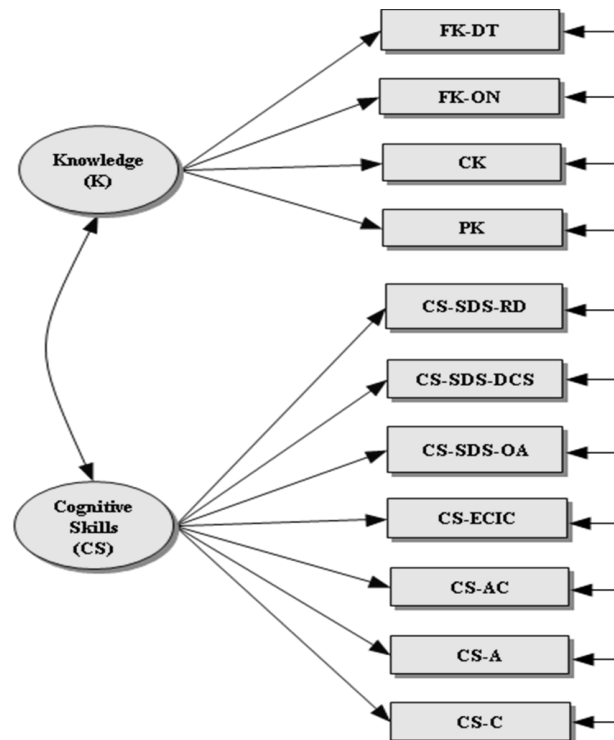 FK-DT
FK-ON
Knowledge
(K)
CK
PK
CS-SDS-RD
CS-SDS-DCS
CS-SDS-OA
Cognitive
Skills
(CS)
CS-ECIC
CS-AC
CS-A
CS-C